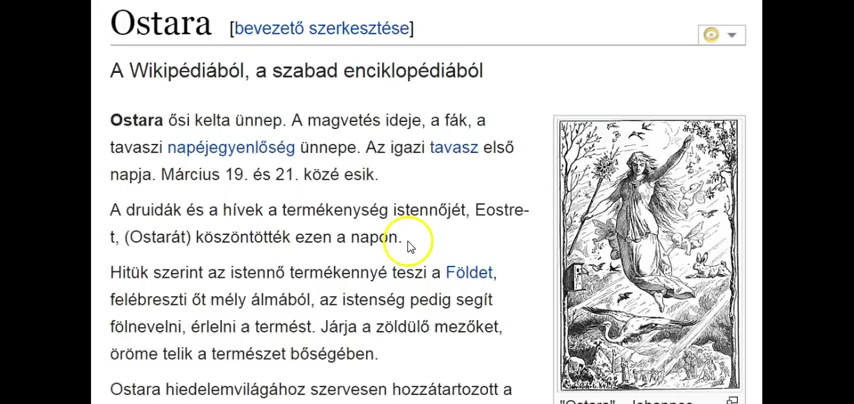 Ostara [bevezető szerkesztése]
A Wikipédiából, a szabad enciklopédiából
Ostara ősi kelta ünnep. A magvetés ideje, a fák, a
tavaszi napéjegyenlőség ünnepe. Az igazi tavasz első
napja. Március 19. és 21. közé esik.
A druidák és a hívek a termékenység istennőjét, Eostre-
t, (Ostarát) köszöntötték ezen a napon.
Hitük szerint az istennő termékennyé teszi a Földet,
felébreszti őt mély álmából, az istenség pedig segít
fölnevelni, érlelni a termést. Járja a zöldülő mezőket,
öröme telik a természet bőségében.
Ostara hiedelemvilágához szervesen hozzátartozott a
"Ostara" – Johannes